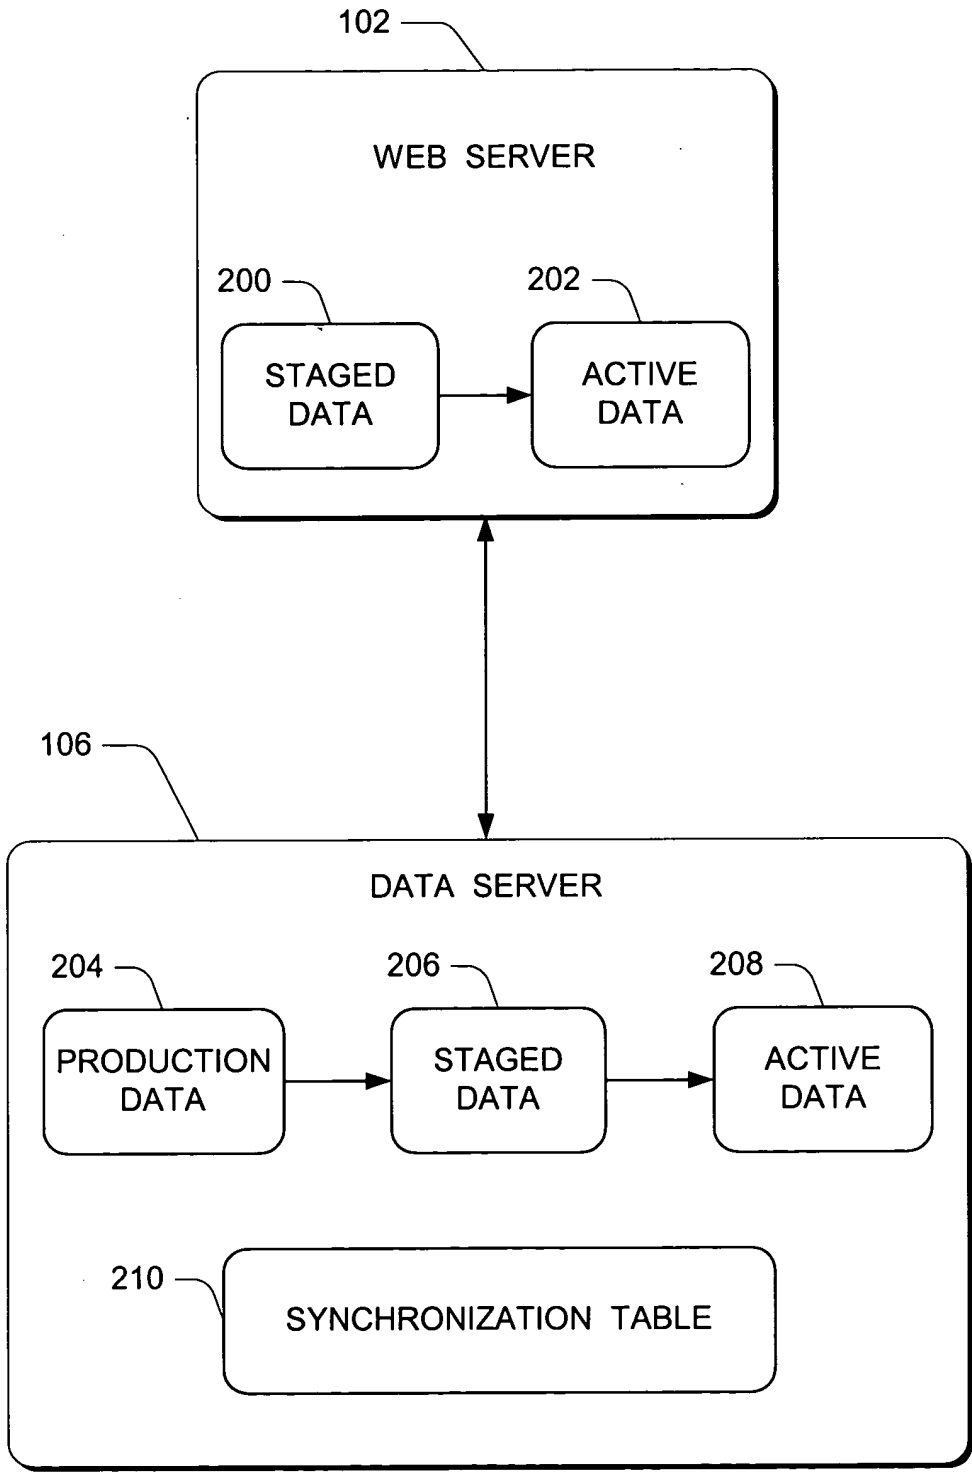 102
WEB SERVER
200
202
STAGED
DATA
ACTIVE
DATA
106
DATA SERVER
204
206
208
PRODUCTION
DATA
STAGED
DATA
ACTIVE
DATA
210
SYNCHRONIZATION TABLE